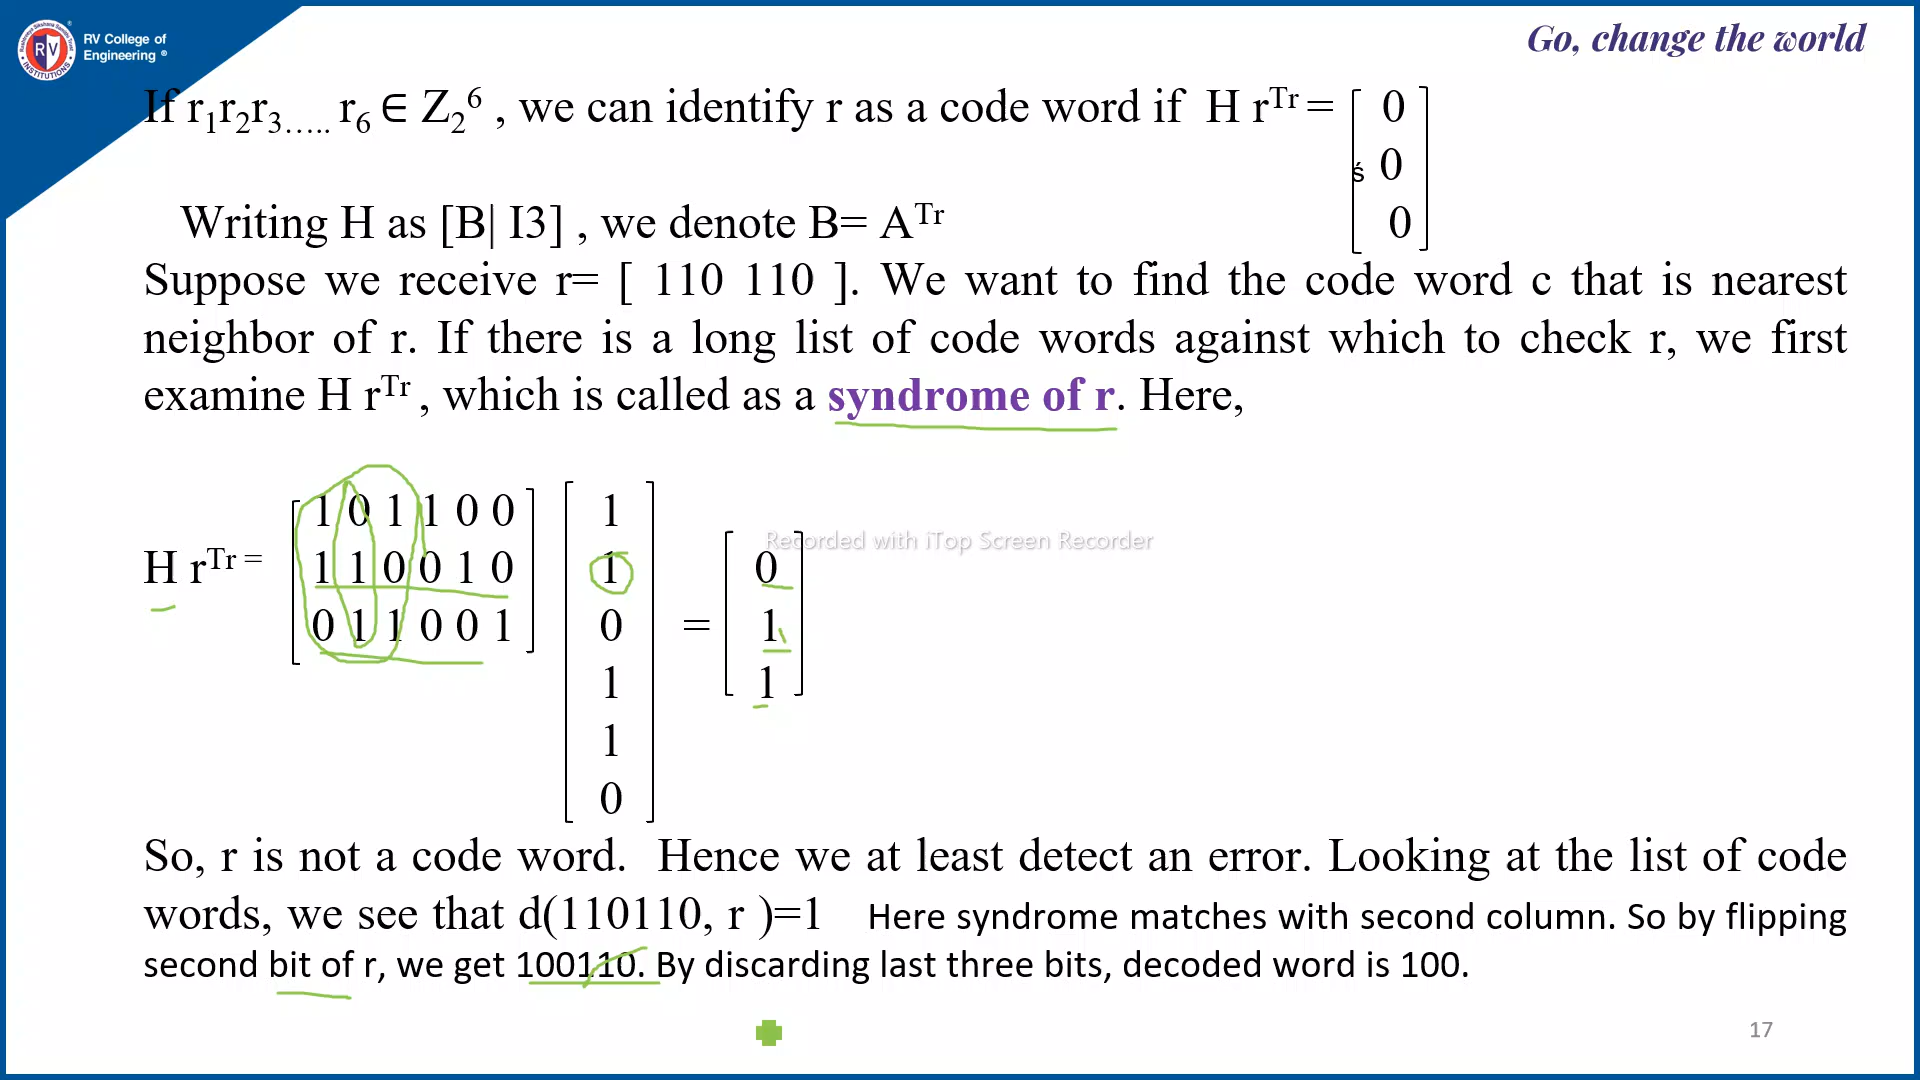 RV College of
Engineering ®
Go, change the world
If r1r2r3….. r6 ∈ Z2^6 , we can identify r as a code word if H r^Tr = [ 0
ś 0
0 ]
Writing H as [B| I3] , we denote B= A^Tr
Suppose we receive r= [ 110 110 ]. We want to find the code word c that is nearest
neighbor of r. If there is a long list of code words against which to check r, we first
examine H r^Tr , which is called as a syndrome of r. Here,
1 0 1 1 0 0 1
Recorded with iTop Screen Recorder
H r^Tr = 1 1 0 0 1 0 1 0
0 1 1 0 0 1 0 = 1
1 1
1
0
So, r is not a code word. Hence we at least detect an error. Looking at the list of code
words, we see that d(110110, r )=1 Here syndrome matches with second column. So by flipping
second bit of r, we get 100110. By discarding last three bits, decoded word is 100.
17